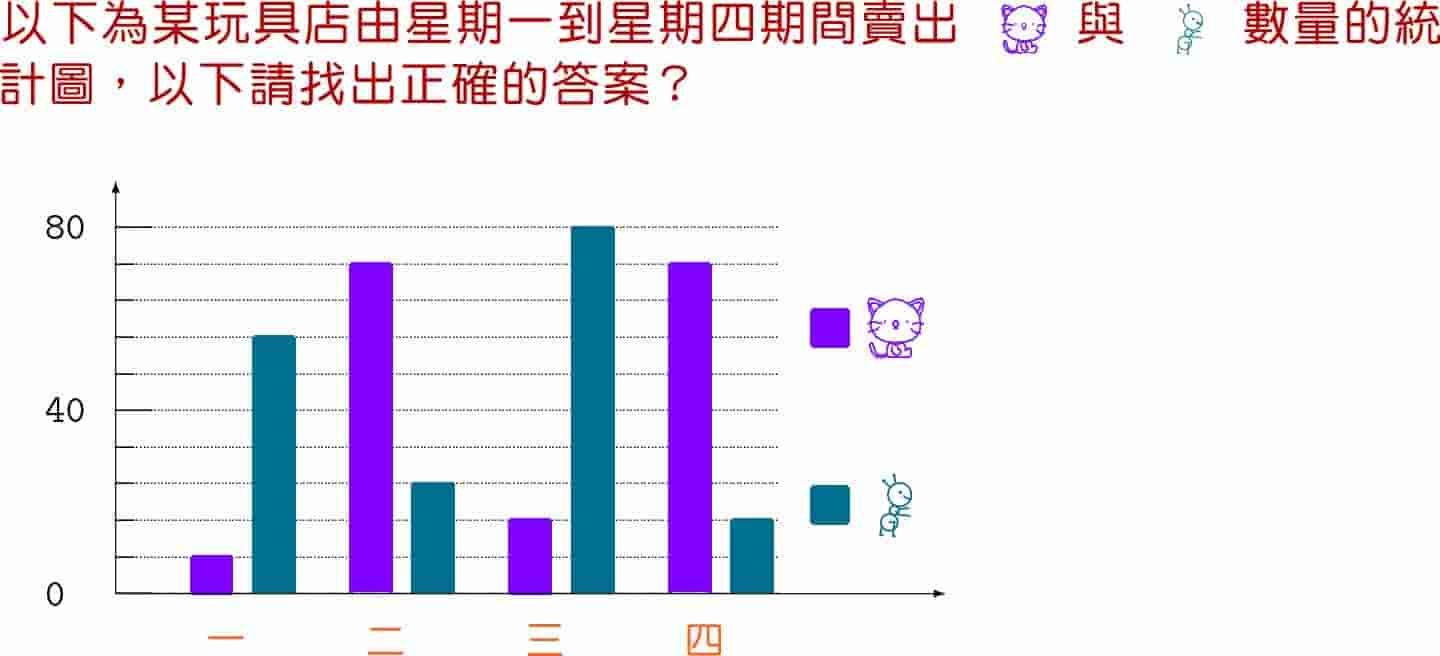 以下為某玩具店由星期一到星期四期間賣出 與 數量的統
計圖，以下請找出正確的答案？
80
40
0
一 二 三 四